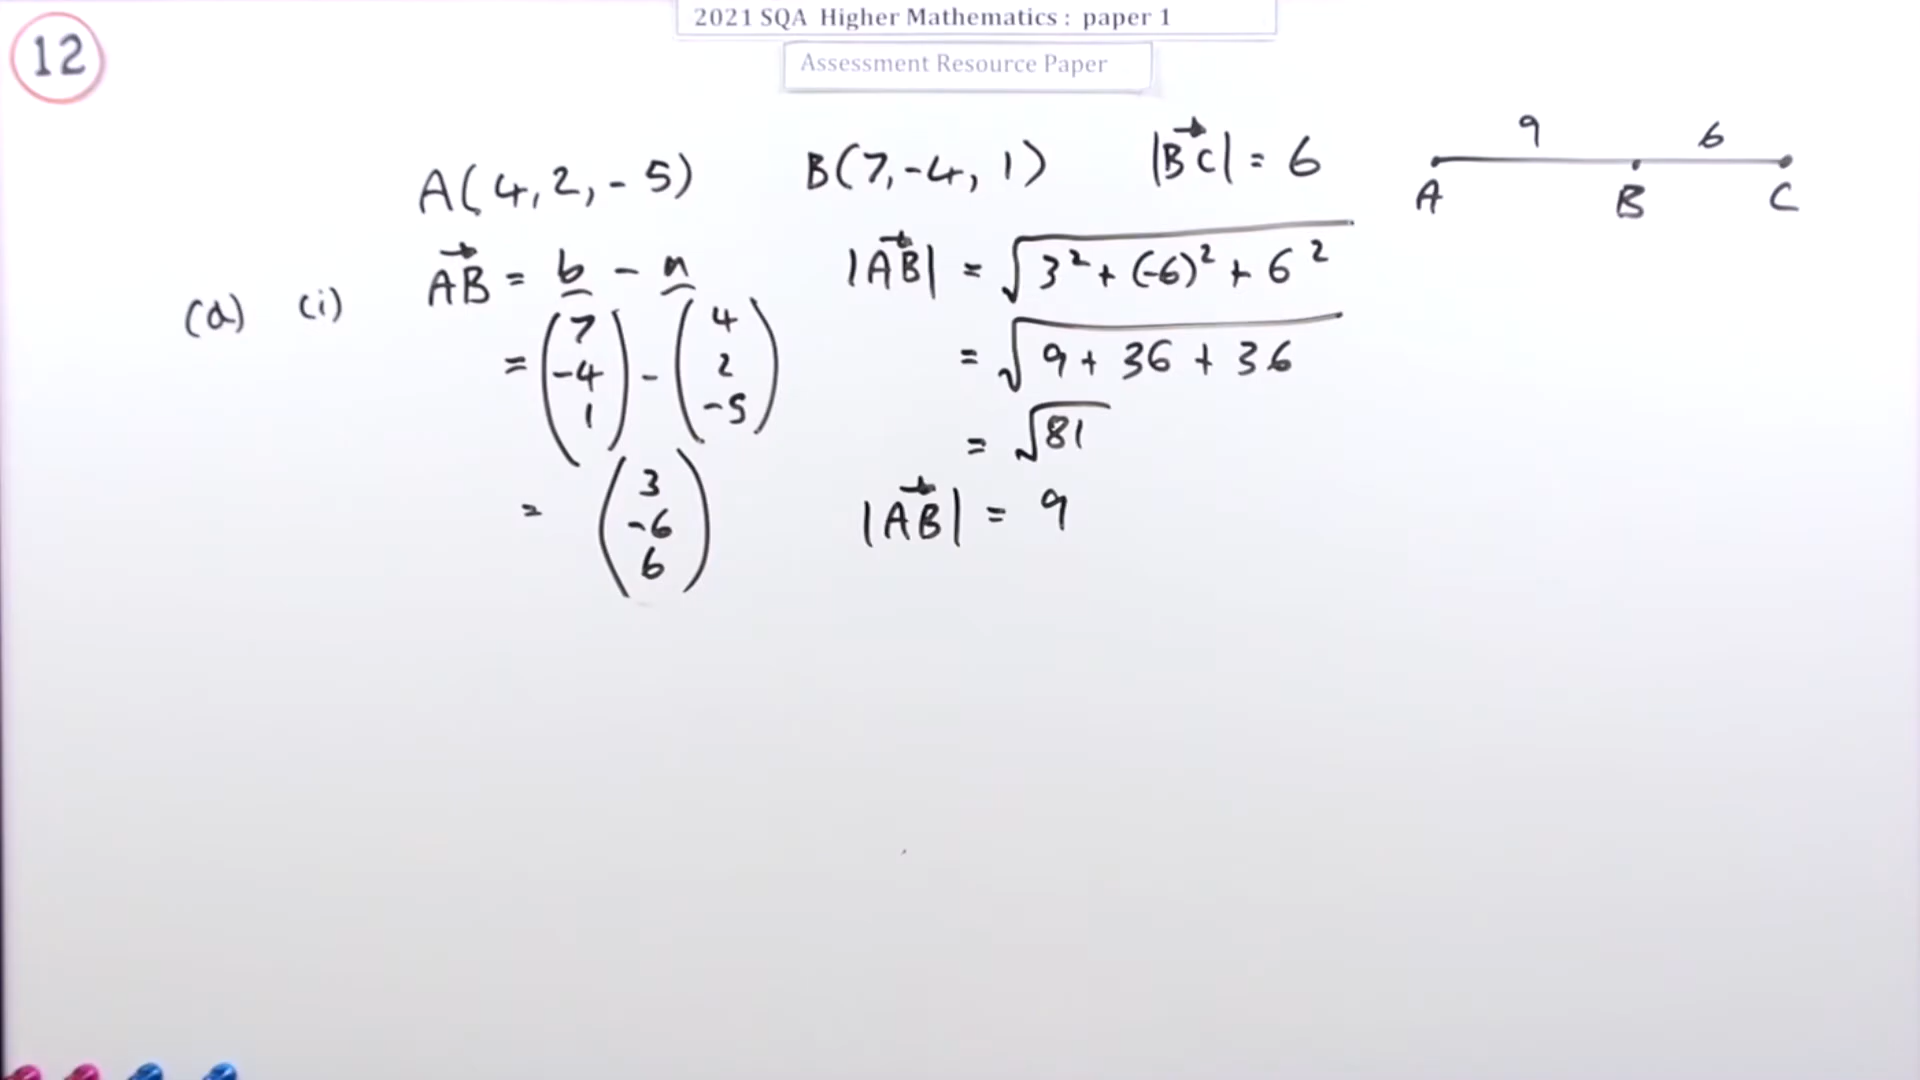 2021 SQA Higher Mathematics : paper 1
Assessment Resource Paper
12
A(4, 2, -5) B(7, -4, 1) |BC→| = 6
9 6
A B C
(a) (i) AB→ = b - a
= (7 -4 1) - (4 2 -5)
= (3 -6 6)
|AB→| = √(3² + (-6)² + 6²)
= √(9 + 36 + 36)
= √81
|AB→| = 9